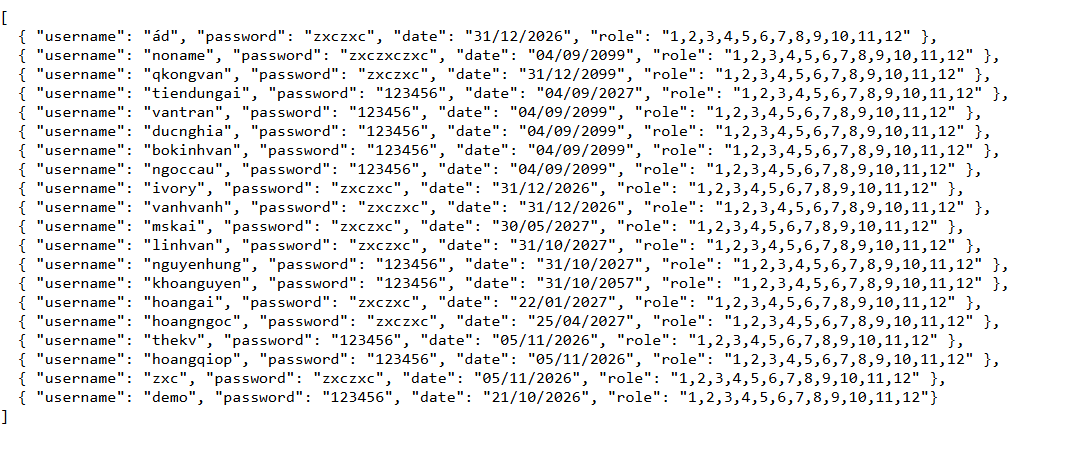 [
  { "username": "ád", "password": "zxczxc", "date": "31/12/2026", "role": "1,2,3,4,5,6,7,8,9,10,11,12" },
  { "username": "noname", "password": "zxczxczxc", "date": "04/09/2099", "role": "1,2,3,4,5,6,7,8,9,10,11,12" },
  { "username": "qkongvan", "password": "zxczxc", "date": "31/12/2099", "role": "1,2,3,4,5,6,7,8,9,10,11,12" },
  { "username": "tiendungai", "password": "123456", "date": "04/09/2027", "role": "1,2,3,4,5,6,7,8,9,10,11,12" },
  { "username": "vantran", "password": "123456", "date": "04/09/2099", "role": "1,2,3,4,5,6,7,8,9,10,11,12" },
  { "username": "ducnghia", "password": "123456", "date": "04/09/2099", "role": "1,2,3,4,5,6,7,8,9,10,11,12" },
  { "username": "bokinhvan", "password": "123456", "date": "04/09/2099", "role": "1,2,3,4,5,6,7,8,9,10,11,12" },
  { "username": "ngoccau", "password": "123456", "date": "04/09/2099", "role": "1,2,3,4,5,6,7,8,9,10,11,12" },
  { "username": "ivory", "password": "zxczxc", "date": "31/12/2026", "role": "1,2,3,4,5,6,7,8,9,10,11,12" },
  { "username": "vanhvanh", "password": "zxczxc", "date": "31/12/2026", "role": "1,2,3,4,5,6,7,8,9,10,11,12" },
  { "username": "mskai", "password": "zxczxc", "date": "30/05/2027", "role": "1,2,3,4,5,6,7,8,9,10,11,12" },
  { "username": "linhvan", "password": "zxczxc", "date": "31/10/2027", "role": "1,2,3,4,5,6,7,8,9,10,11,12" },
  { "username": "nguyenhung", "password": "123456", "date": "31/10/2027", "role": "1,2,3,4,5,6,7,8,9,10,11,12" },
  { "username": "khoanguyen", "password": "123456", "date": "31/10/2057", "role": "1,2,3,4,5,6,7,8,9,10,11,12" },
  { "username": "hoangai", "password": "zxczxc", "date": "22/01/2027", "role": "1,2,3,4,5,6,7,8,9,10,11,12" },
  { "username": "hoangngoc", "password": "zxczxc", "date": "25/04/2027", "role": "1,2,3,4,5,6,7,8,9,10,11,12" },
  { "username": "thekv", "password": "123456", "date": "05/11/2026", "role": "1,2,3,4,5,6,7,8,9,10,11,12" },
  { "username": "hoangqiop", "password": "123456", "date": "05/11/2026", "role": "1,2,3,4,5,6,7,8,9,10,11,12" },
  { "username": "zxc", "password": "zxczxc", "date": "05/11/2026", "role": "1,2,3,4,5,6,7,8,9,10,11,12" },
  { "username": "demo", "password": "123456", "date": "21/10/2026", "role": "1,2,3,4,5,6,7,8,9,10,11,12"}
]